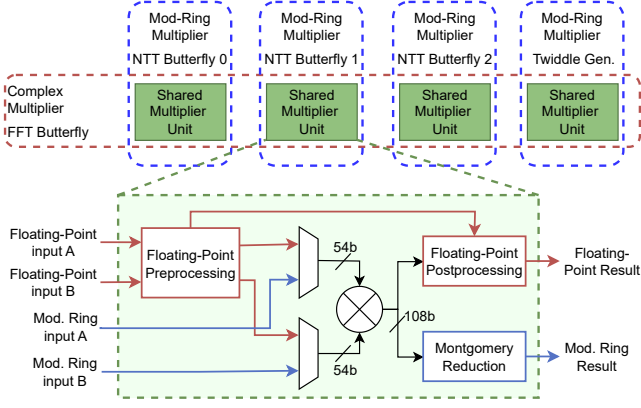 Mod-Ring
Multiplier
NTT Butterfly 0
Mod-Ring
Multiplier
NTT Butterfly 1
Mod-Ring
Multiplier
NTT Butterfly 2
Mod-Ring
Multiplier
Twiddle Gen.
Complex
Multiplier
FFT Butterfly
Shared
Multiplier
Unit
Shared
Multiplier
Unit
Shared
Multiplier
Unit
Shared
Multiplier
Unit
Floating-Point
input A
Floating-Point
input B
Mod. Ring
input A
Mod. Ring
input B
Floating-Point
Preprocessing
54b
54b
108b
Floating-Point
Postprocessing
Montgomery
Reduction
Floating-
Point Result
Mod. Ring
Result